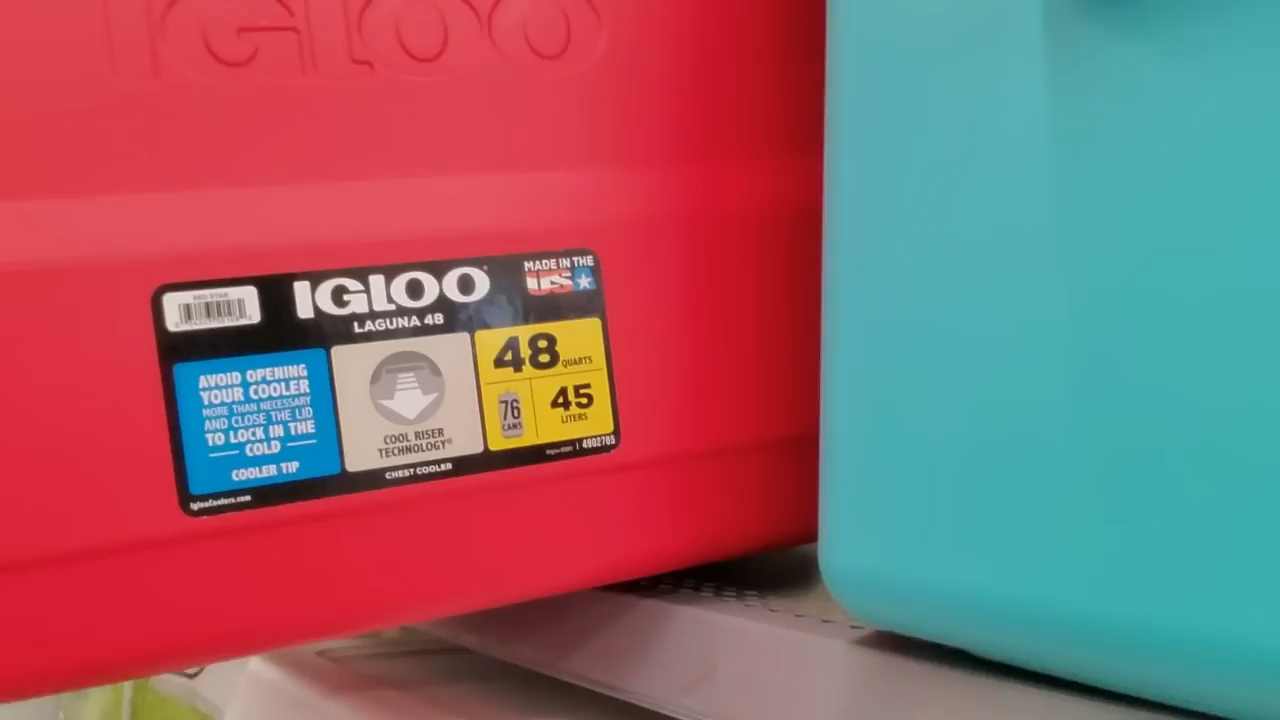 IGLOO
RED STAR
IGLOO
LAGUNA 48
MADE IN THE
USA
AVOID OPENING
YOUR COOLER
MORE THAN NECESSARY
AND CLOSE THE LID
TO LOCK IN THE
COLD
COOLER TIP
COOL RISER
TECHNOLOGY®
48 QUARTS
76
CANS
45
LITERS
IglooCoolers.com
CHEST COOLER
4902785